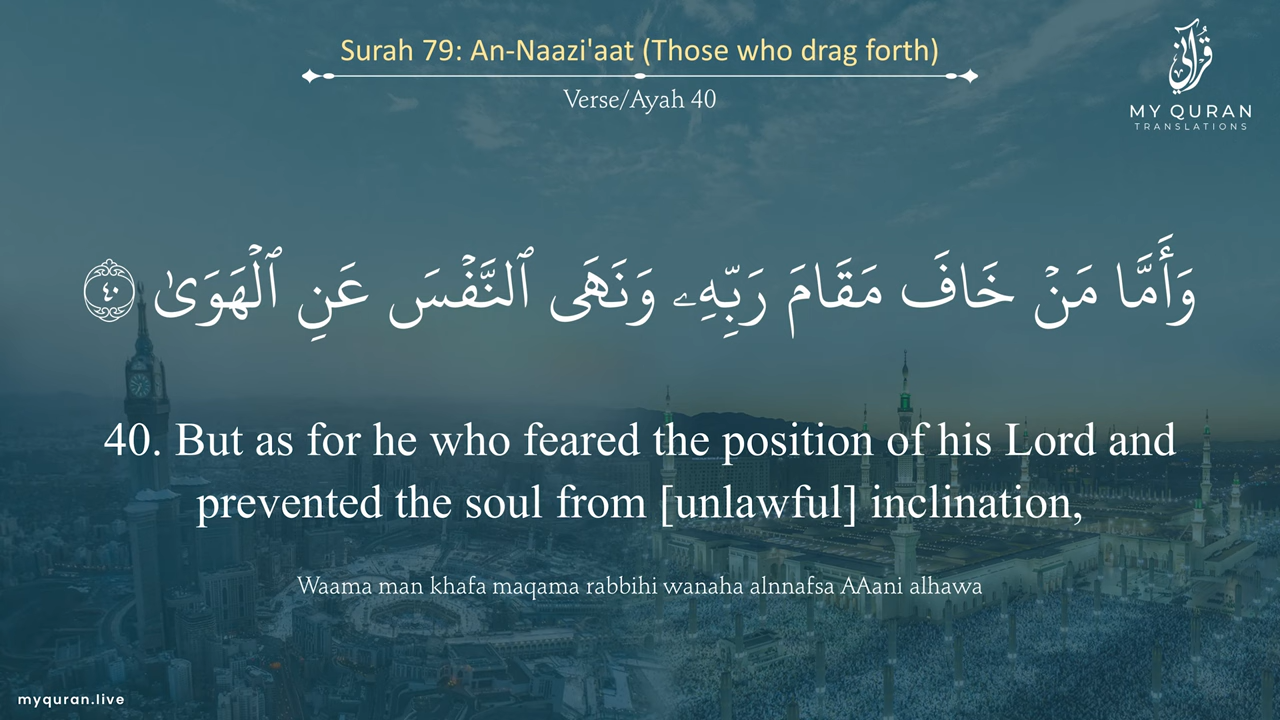 Surah 79: An-Naazi'aat (Those who drag forth)
Verse/Ayah 40
قُرْآنِي
MY QURAN
TRANSLATIONS
وَأَمَّا مَنْ خَافَ مَقَامَ رَبِّهِۦ وَنَهَى ٱلنَّفْسَ عَنِ ٱلْهَوَىٰ ٤٠
40. But as for he who feared the position of his Lord and
prevented the soul from [unlawful] inclination,
Waama man khafa maqama rabbihi wanaha alnnafsa AAani alhawa
myquran.live